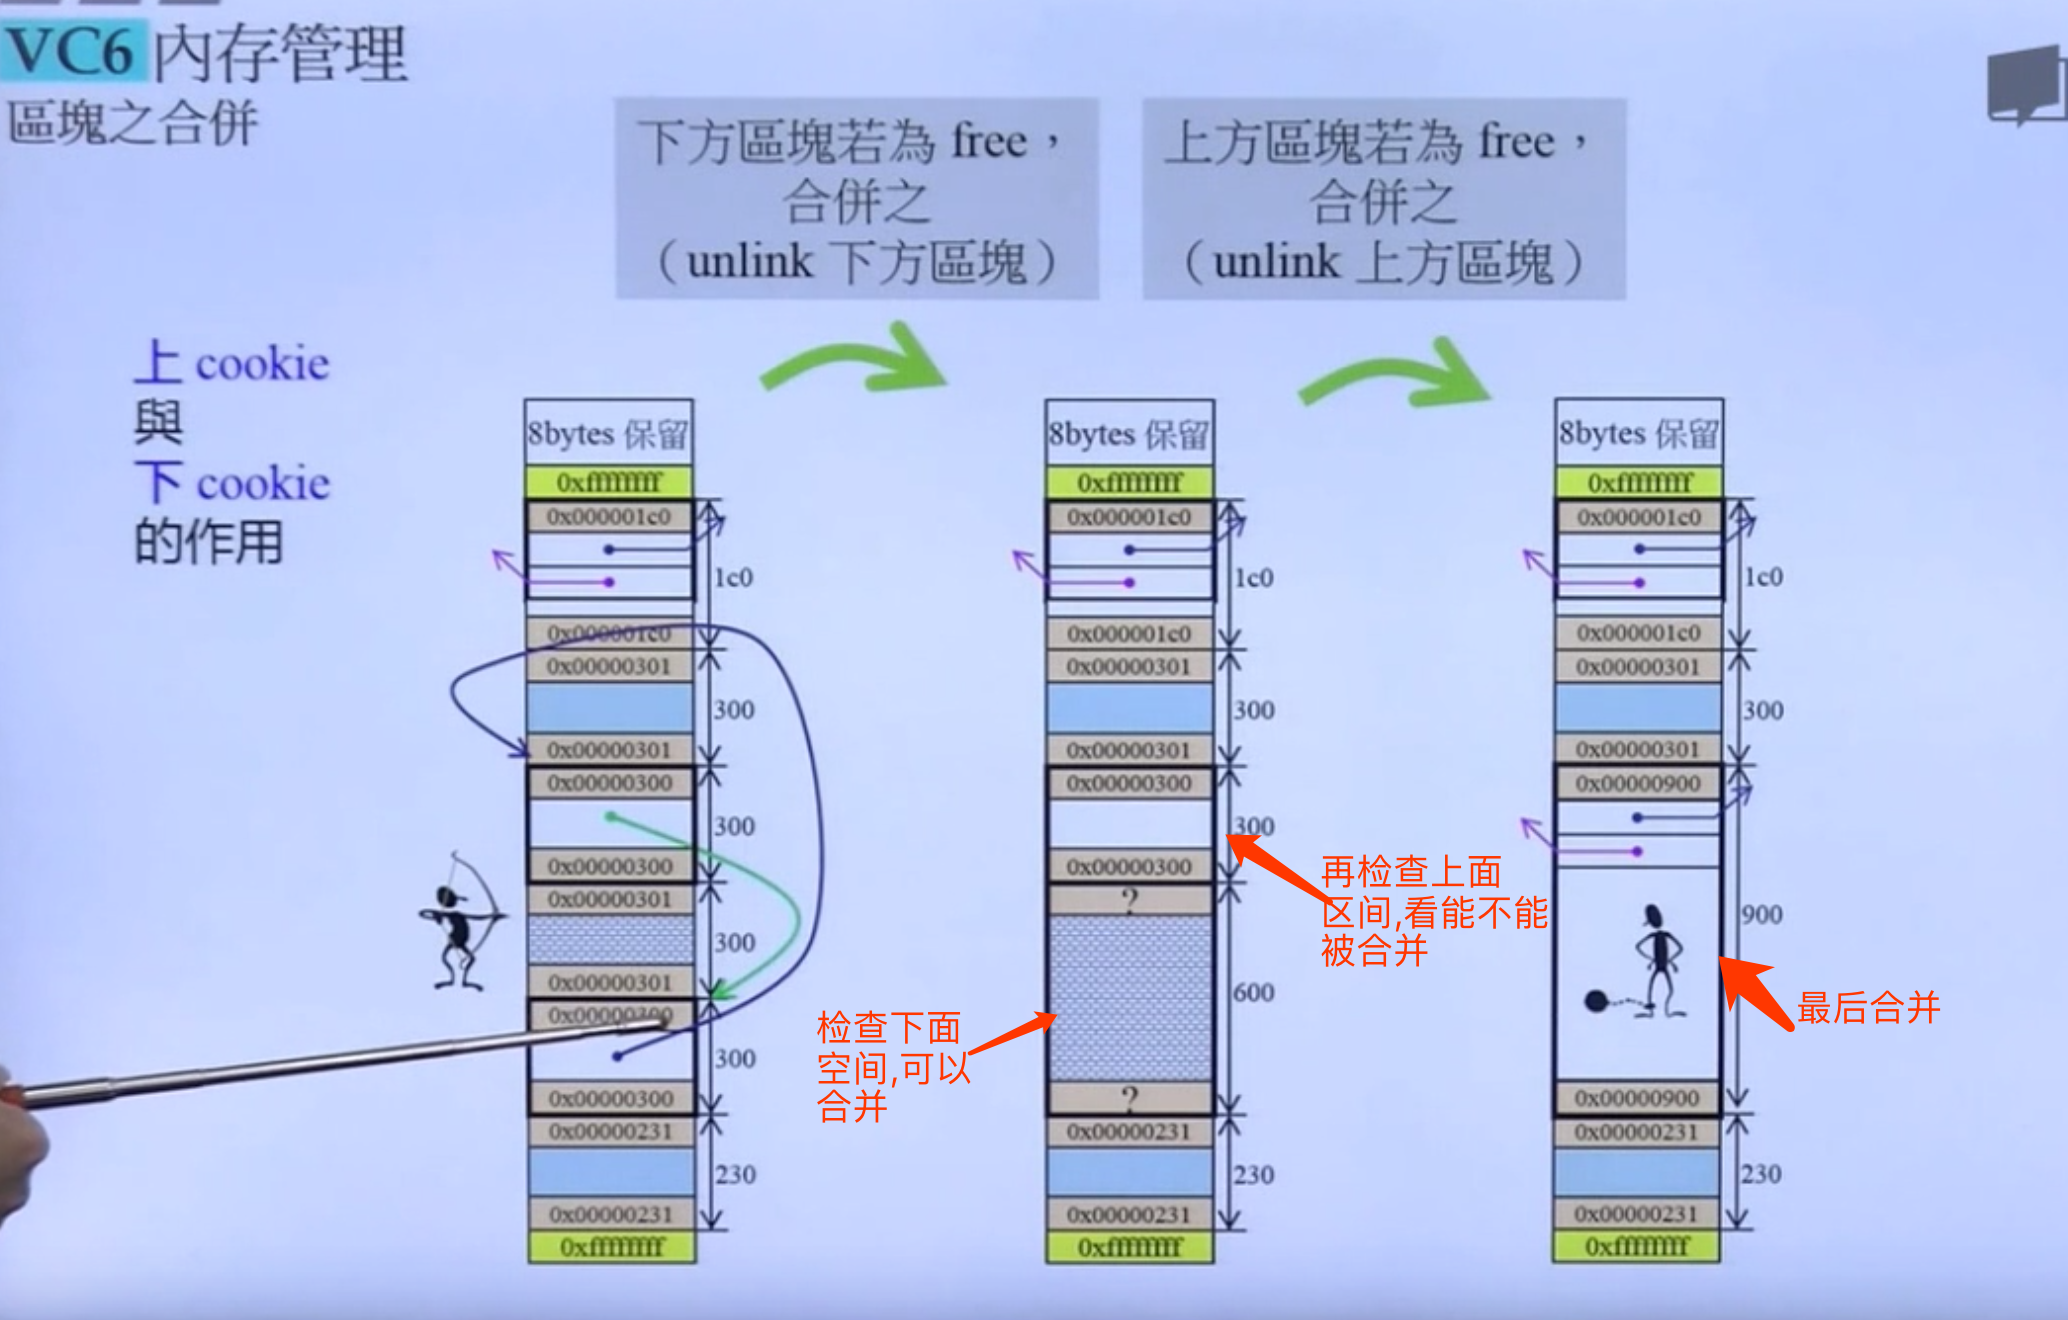 VC6 內存管理
區塊之合併
下方區塊若為 free，
合併之
（unlink 下方區塊）
上方區塊若為 free，
合併之
（unlink 上方區塊）
上 cookie
與
下 cookie
的作用
8bytes 保留
0xffffffff
0x000001c0
1c0
0x000001c0
0x00000301
300
0x00000301
0x00000300
300
0x00000300
0x00000301
300
0x00000301
0x00000300
300
0x00000300
0x00000231
230
0x00000231
0xffffffff
8bytes 保留
0xffffffff
0x000001c0
1c0
0x000001c0
0x00000301
300
0x00000301
0x00000300
300
0x00000300
?
600
?
0x00000231
230
0x00000231
0xffffffff
检查下面
空间,可以
合并
再检查上面
区间,看能不能
被合并
8bytes 保留
0xffffffff
0x000001c0
1c0
0x000001c0
0x00000301
300
0x00000301
0x00000900
900
0x00000900
0x00000231
230
0x00000231
0xffffffff
最后合并